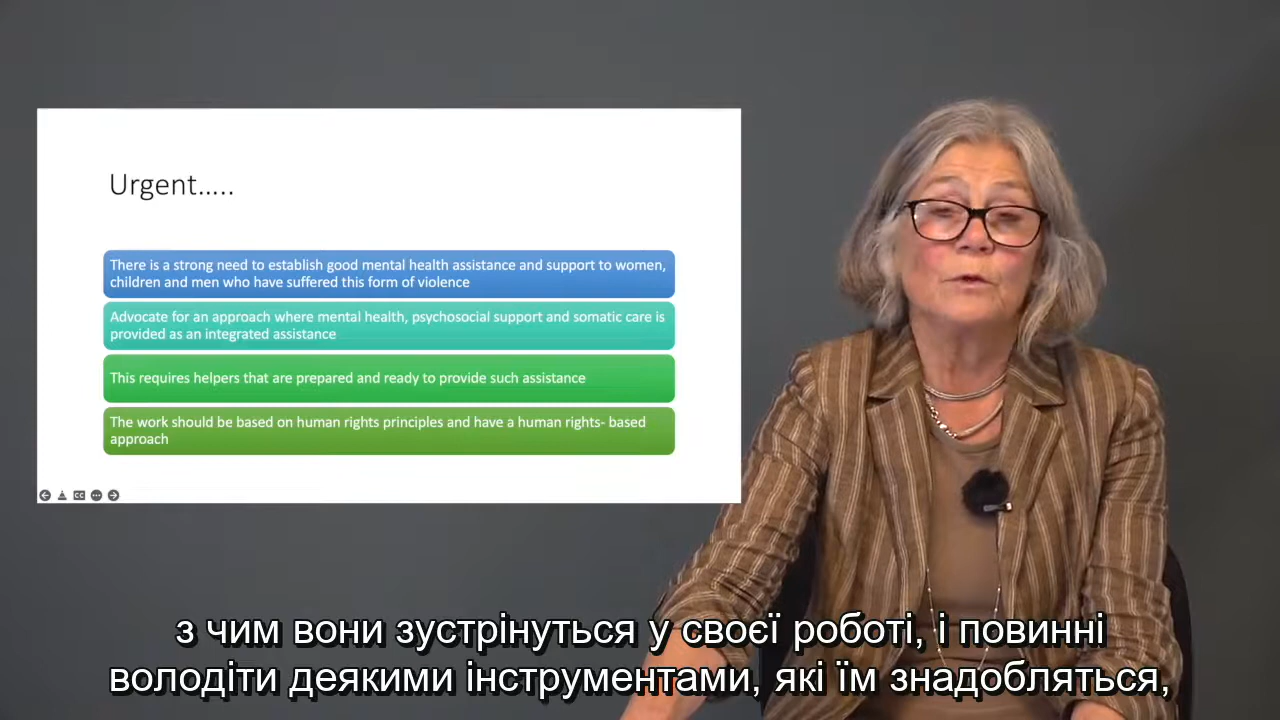 Urgent.....
There is a strong need to establish good mental health assistance and support to women,
children and men who have suffered this form of violence
Advocate for an approach where mental health, psychosocial support and somatic care is
provided as an integrated assistance
This requires helpers that are prepared and ready to provide such assistance
The work should be based on human rights principles and have a human rights- based
approach
CC
з чим вони зустрінуться у своєї роботі, і повинні
володіти деякими інструментами, які їм знадобляться,